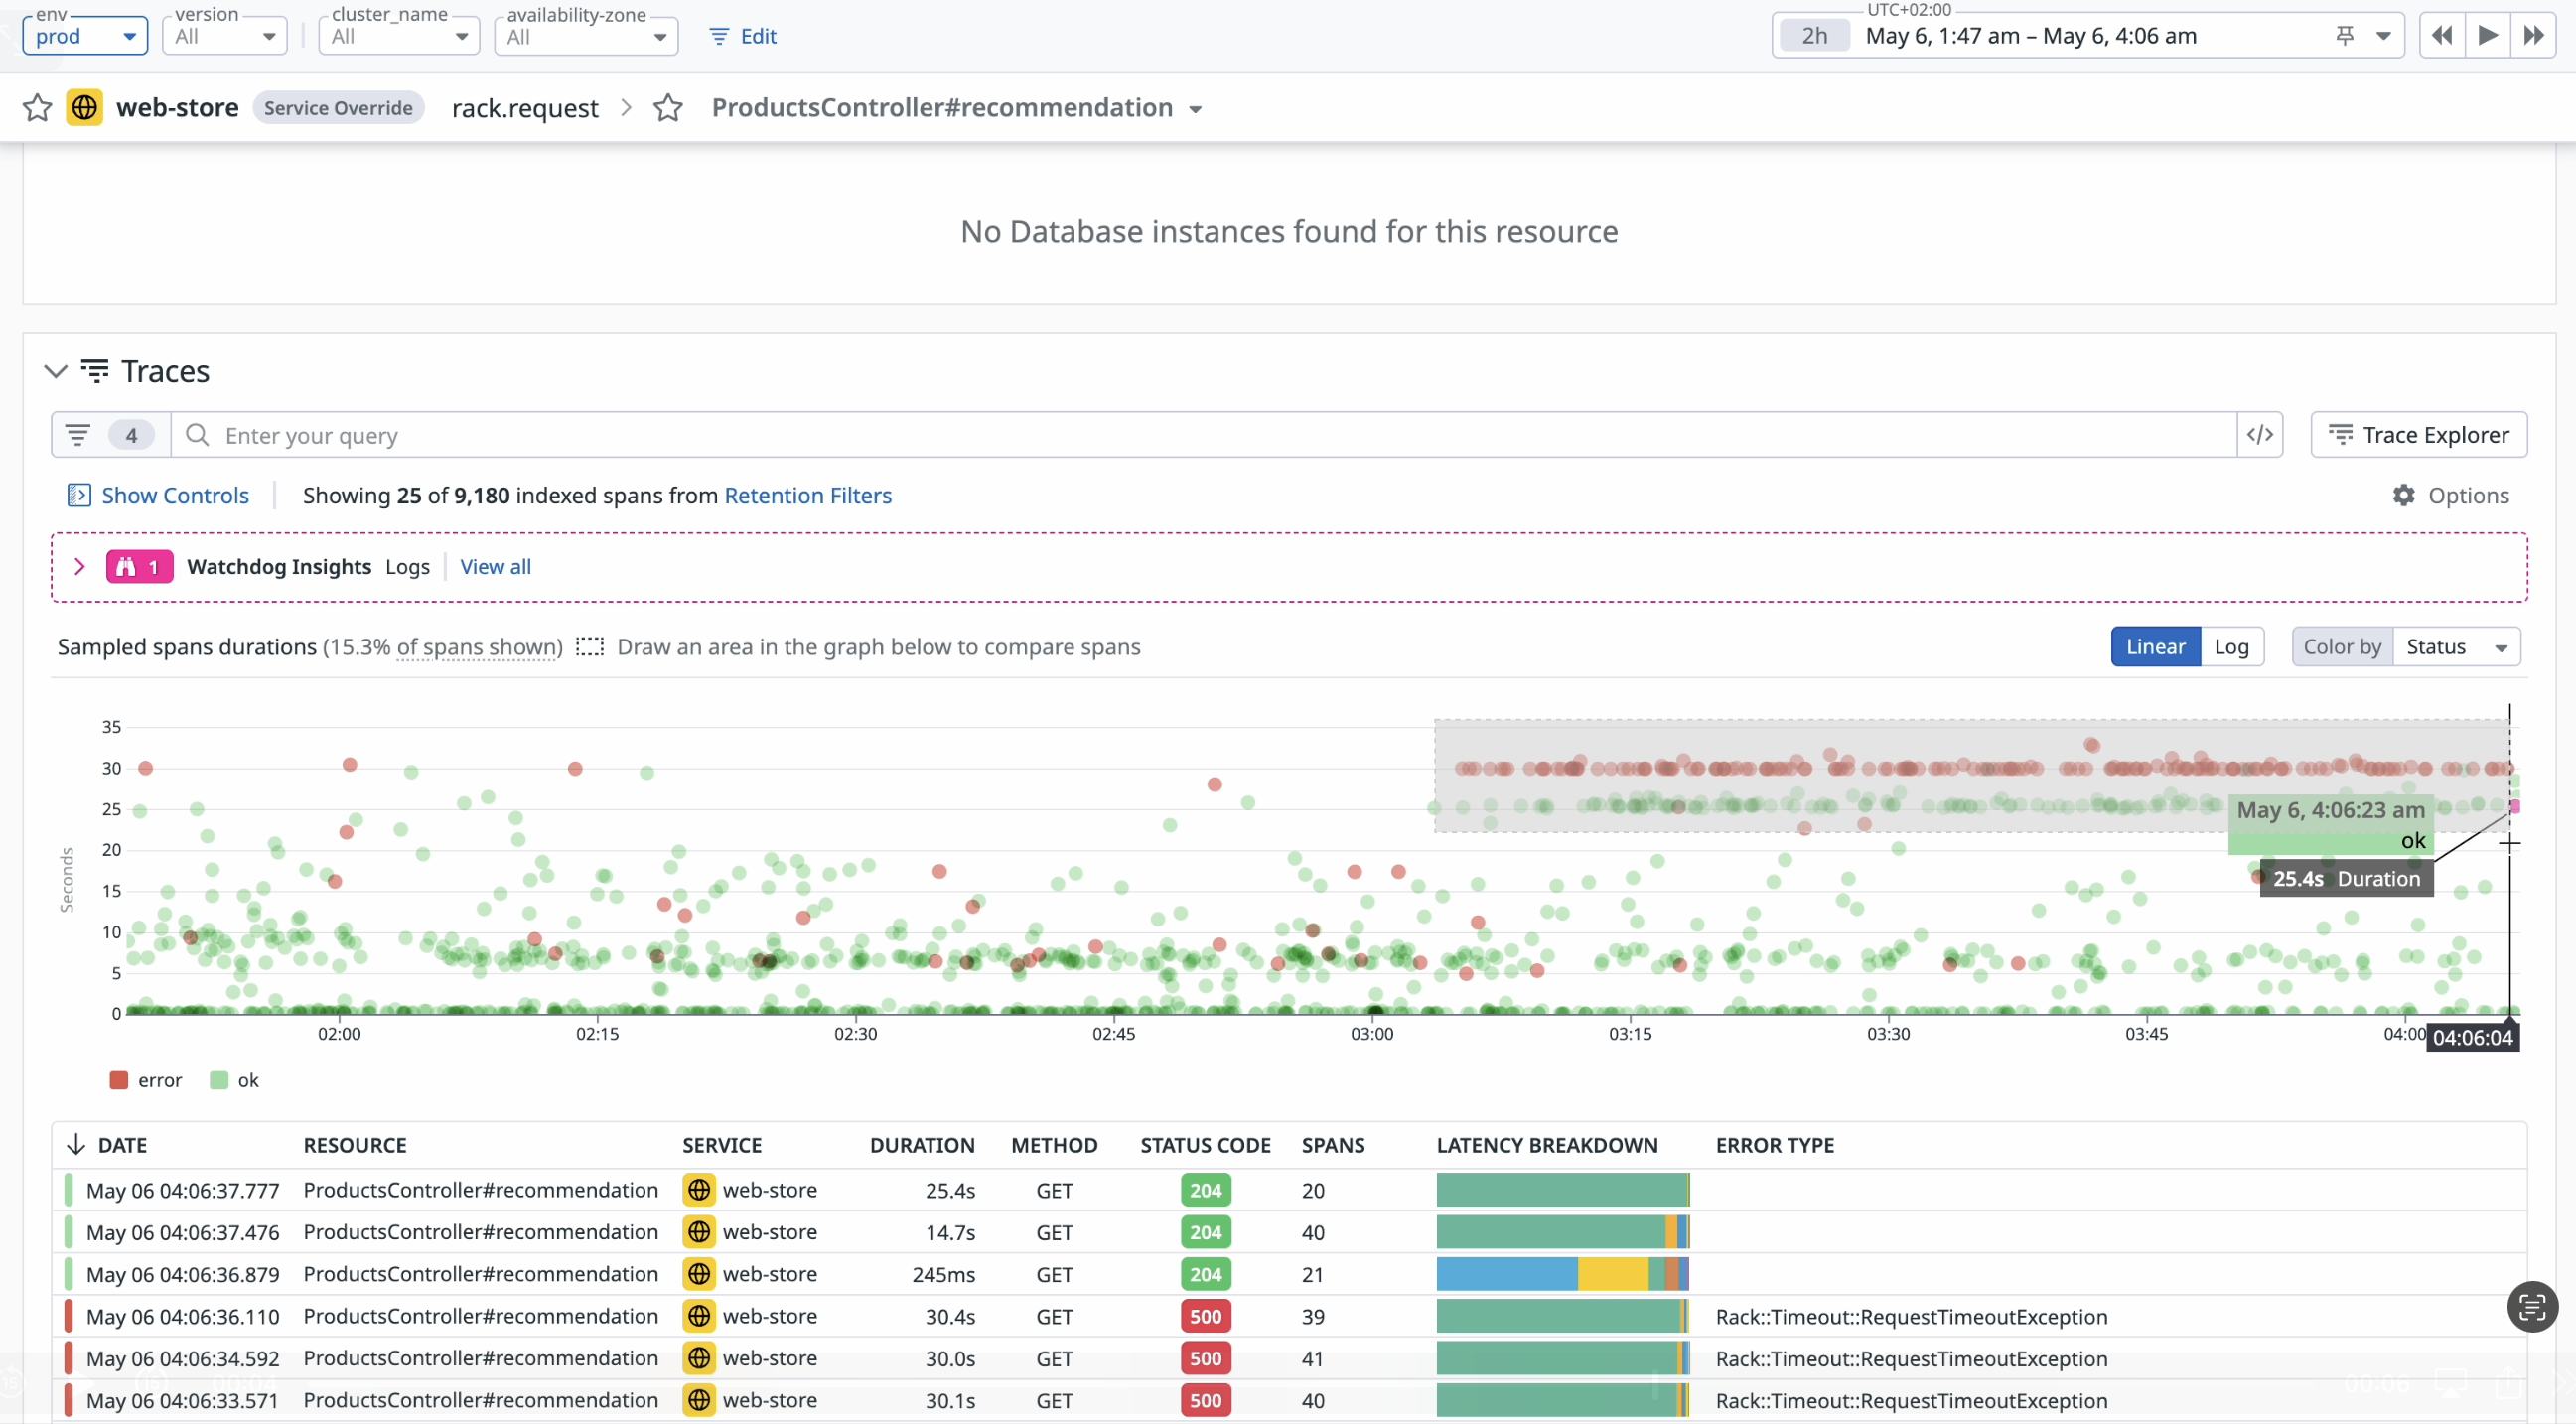 env version cluster_name availability-zone UTC+02:00
prod All All All Edit 2h May 6, 1:47 am – May 6, 4:06 am
web-store Service Override rack.request ProductsController#recommendation
No Database instances found for this resource
Traces
4 Enter your query </> Trace Explorer
Show Controls Showing 25 of 9,180 indexed spans from Retention Filters Options
1 Watchdog Insights Logs View all
Sampled spans durations (15.3% of spans shown) Draw an area in the graph below to compare spans Linear Log Color by Status
35
30
25
May 6, 4:06:23 am
ok
20
25.4s Duration
15
10
5
0
Seconds
02:00 02:15 02:30 02:45 03:00 03:15 03:30 03:45 04:00 04:06:04
error ok
DATE RESOURCE SERVICE DURATION METHOD STATUS CODE SPANS LATENCY BREAKDOWN ERROR TYPE
May 06 04:06:37.777 ProductsController#recommendation web-store 25.4s GET 204 20
May 06 04:06:37.476 ProductsController#recommendation web-store 14.7s GET 204 40
May 06 04:06:36.879 ProductsController#recommendation web-store 245ms GET 204 21
May 06 04:06:36.110 ProductsController#recommendation web-store 30.4s GET 500 39 Rack::Timeout::RequestTimeoutException
May 06 04:06:34.592 ProductsController#recommendation web-store 30.0s GET 500 41 Rack::Timeout::RequestTimeoutException
May 06 04:06:33.571 ProductsController#recommendation web-store 30.1s GET 500 40 Rack::Timeout::RequestTimeoutException